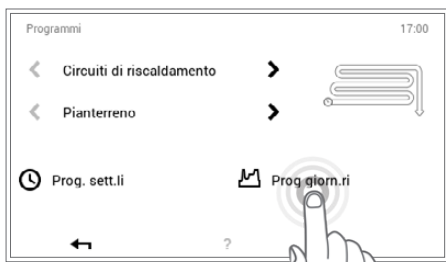 Programmi 17:00
Circuiti di riscaldamento
Pianterreno
Prog. sett.li Prog giorn.ri
?